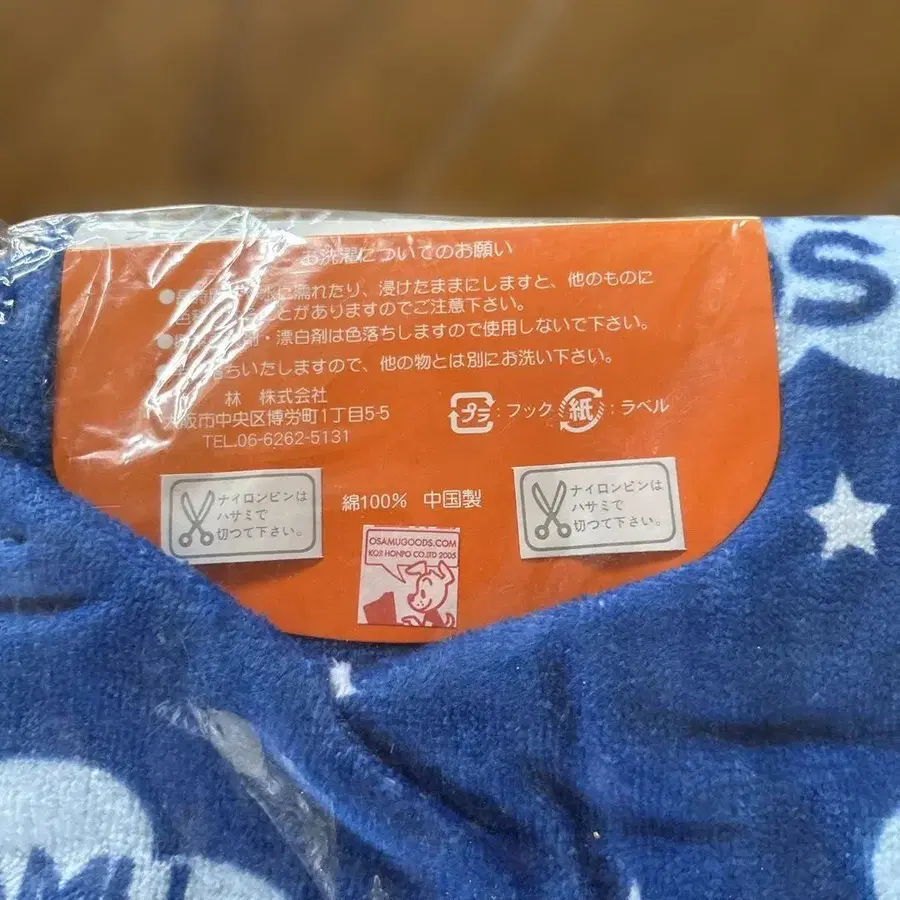 お洗濯についてのお願い
に濡れたり、浸けたままにしますと、他のものに
とがありますのでご注意下さい。
剤・漂白剤は色落ちしますので使用しないで下さい。
ちいたしますので、他の物とは別にお洗い下さい。
林 株式会社
大阪市中央区博労町1丁目5-5
TEL.06-6262-5131
プラ:フック 紙:ラベル
ナイロンピンは
ハサミで
切つて下さい。
綿100% 中国製
ナイロンピンは
ハサミで
切つて下さい。
OSAMUGOODS.COM
KOJI HONPO CO.LTD 2005
S